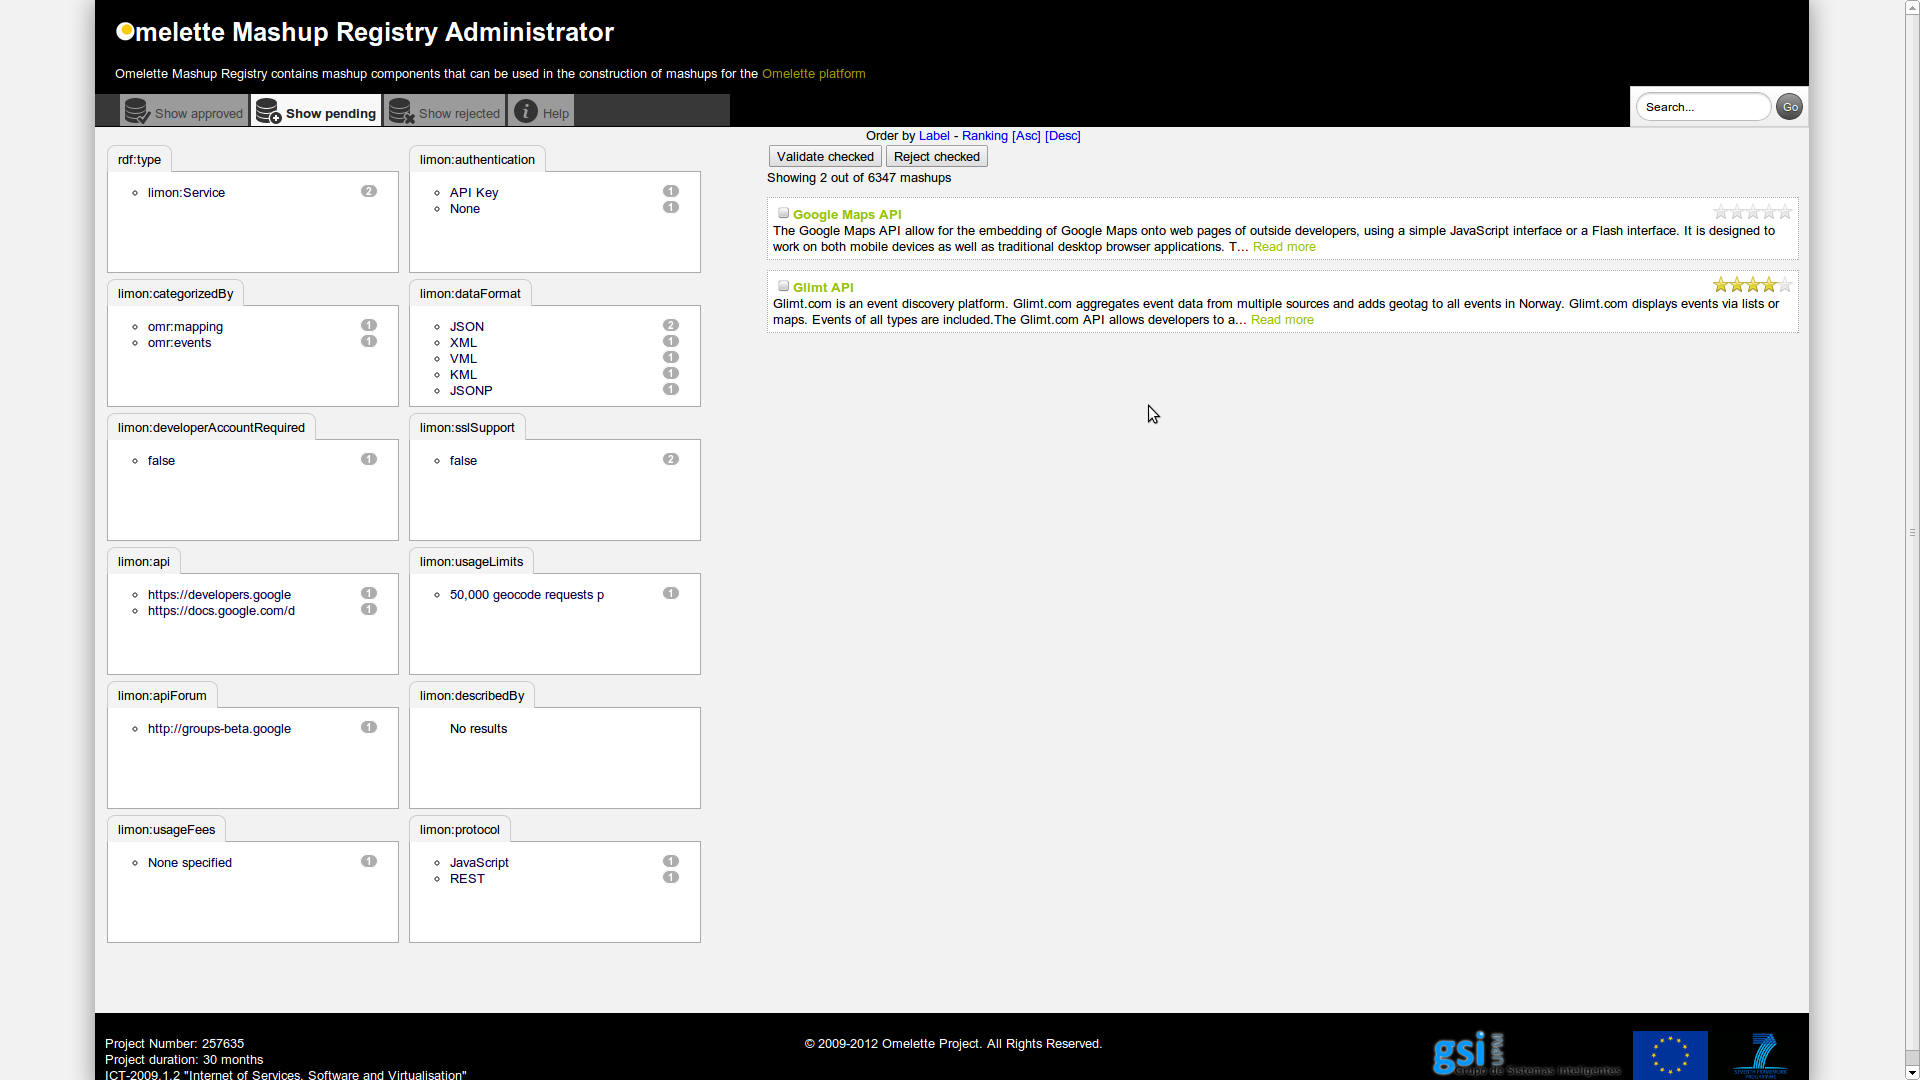 Omelette Mashup Registry Administrator
Omelette Mashup Registry contains mashup components that can be used in the construction of mashups for the Omelette platform
Show approved
Show pending
Show rejected
Help
Search...
Go
Order by Label - Ranking [Asc] [Desc]
Validate checked
Reject checked
Showing 2 out of 6347 mashups
Google Maps API
The Google Maps API allow for the embedding of Google Maps onto web pages of outside developers, using a simple JavaScript interface or a Flash interface. It is designed to
work on both mobile devices as well as traditional desktop browser applications. T... Read more
Glimt API
Glimt.com is an event discovery platform. Glimt.com aggregates event data from multiple sources and adds geotag to all events in Norway. Glimt.com displays events via lists or
maps. Events of all types are included.The Glimt.com API allows developers to a... Read more
rdf:type
limon:Service 2
limon:authentication
API Key 1
None 1
limon:categorizedBy
omr:mapping 1
omr:events 1
limon:dataFormat
JSON 2
XML 1
VML 1
KML 1
JSONP 1
limon:developerAccountRequired
false 1
limon:sslSupport
false 2
limon:api
https://developers.google 1
https://docs.google.com/d 1
limon:usageLimits
50,000 geocode requests p 1
limon:apiForum
http://groups-beta.google 1
limon:describedBy
No results
limon:usageFees
None specified 1
limon:protocol
JavaScript 1
REST 1
Project Number: 257635
Project duration: 30 months
ICT-2009.1.2 "Internet of Services, Software and Virtualisation"
© 2009-2012 Omelette Project. All Rights Reserved.
gsi
UPM
Grupo de Sistemas Inteligentes
7
SEVENTH FRAMEWORK
PROGRAMME